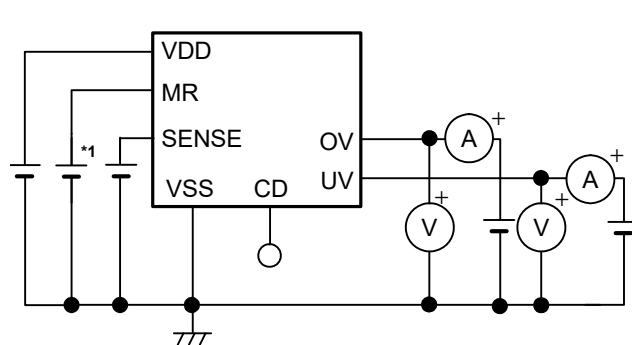 VDD
MR
*1
SENSE
VSS
CD
OV
UV
A
+
A
+
V
+
V
+